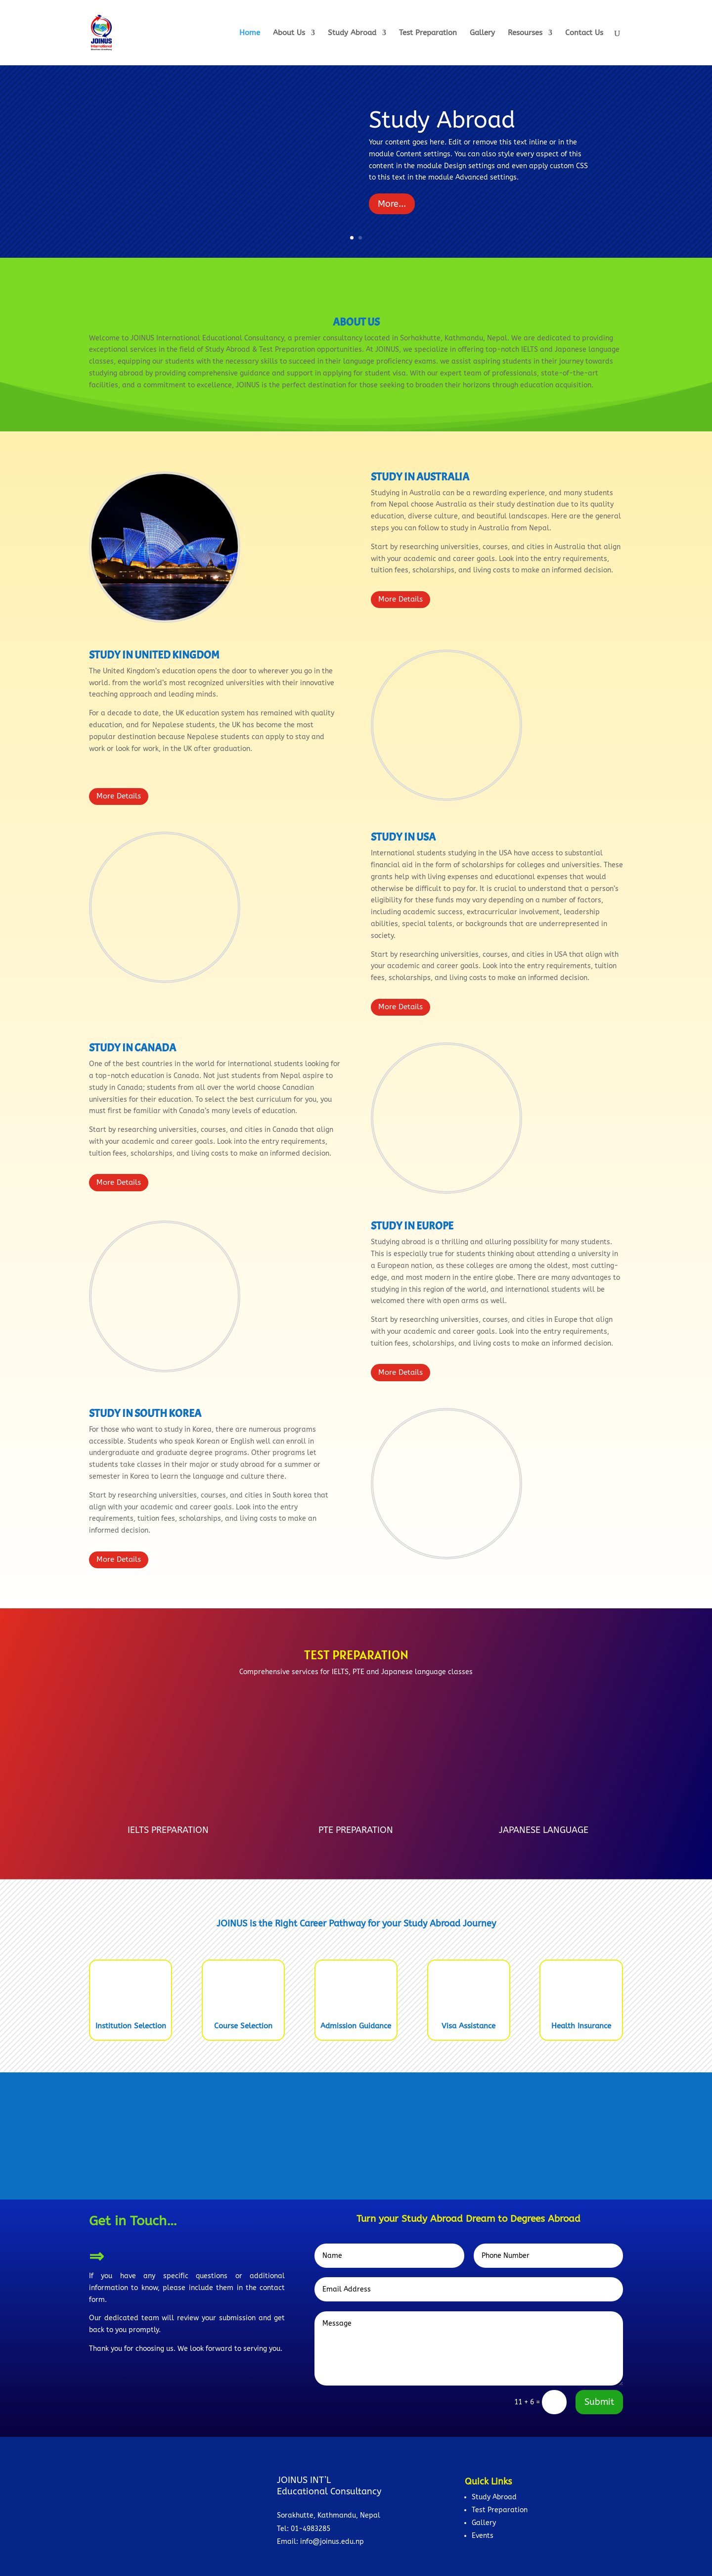 JOINUS
International
Home
About Us 3
Study Abroad 3
Test Preparation
Gallery
Resourses 3
Contact Us
U
Study Abroad
Your content goes here. Edit or remove this text inline or in the
module Content settings. You can also style every aspect of this
content in the module Design settings and even apply custom CSS
to this text in the module Advanced settings.
More...
ABOUT US
Welcome to JOINUS International Educational Consultancy, a premier consultancy located in Sorhakhutte, Kathmandu, Nepal. We are dedicated to providing
exceptional services in the field of Study Abroad & Test Preparation opportunities. At JOINUS, we specialize in offering top-notch IELTS and Japanese language
classes, equipping our students with the necessary skills to succeed in their language proficiency exams. we assist aspiring students in their journey towards
studying abroad by providing comprehensive guidance and support in applying for student visa. With our expert team of professionals, state-of-the-art
facilities, and a commitment to excellence, JOINUS is the perfect destination for those seeking to broaden their horizons through education acquisition.
STUDY IN AUSTRALIA
Studying in Australia can be a rewarding experience, and many students
from Nepal choose Australia as their study destination due to its quality
education, diverse culture, and beautiful landscapes. Here are the general
steps you can follow to study in Australia from Nepal.
Start by researching universities, courses, and cities in Australia that align
with your academic and career goals. Look into the entry requirements,
tuition fees, scholarships, and living costs to make an informed decision.
More Details
STUDY IN UNITED KINGDOM
The United Kingdom's education opens the door to wherever you go in the
world. from the world's most recognized universities with their innovative
teaching approach and leading minds.
For a decade to date, the UK education system has remained with quality
education, and for Nepalese students, the UK has become the most
popular destination because Nepalese students can apply to stay and
work or look for work, in the UK after graduation.
More Details
STUDY IN USA
International students studying in the USA have access to substantial
financial aid in the form of scholarships for colleges and universities. These
grants help with living expenses and educational expenses that would
otherwise be difficult to pay for. It is crucial to understand that a person's
eligibility for these funds may vary depending on a number of factors,
including academic success, extracurricular involvement, leadership
abilities, special talents, or backgrounds that are underrepresented in
society.
Start by researching universities, courses, and cities in USA that align with
your academic and career goals. Look into the entry requirements, tuition
fees, scholarships, and living costs to make an informed decision.
More Details
STUDY IN CANADA
One of the best countries in the world for international students looking for
a top-notch education is Canada. Not just students from Nepal aspire to
study in Canada; students from all over the world choose Canadian
universities for their education. To select the best curriculum for you, you
must first be familiar with Canada's many levels of education.
Start by researching universities, courses, and cities in Canada that align
with your academic and career goals. Look into the entry requirements,
tuition fees, scholarships, and living costs to make an informed decision.
More Details
STUDY IN EUROPE
Studying abroad is a thrilling and alluring possibility for many students.
This is especially true for students thinking about attending a university in
a European nation, as these colleges are among the oldest, most cutting-
edge, and most modern in the entire globe. There are many advantages to
studying in this region of the world, and international students will be
welcomed there with open arms as well.
Start by researching universities, courses, and cities in Europe that align
with your academic and career goals. Look into the entry requirements,
tuition fees, scholarships, and living costs to make an informed decision.
More Details
STUDY IN SOUTH KOREA
For those who want to study in Korea, there are numerous programs
accessible. Students who speak Korean or English well can enroll in
undergraduate and graduate degree programs. Other programs let
students take classes in their major or study abroad for a summer or
semester in Korea to learn the language and culture there.
Start by researching universities, courses, and cities in South korea that
align with your academic and career goals. Look into the entry
requirements, tuition fees, scholarships, and living costs to make an
informed decision.
More Details
TEST PREPARATION
Comprehensive services for IELTS, PTE and Japanese language classes
IELTS PREPARATION
PTE PREPARATION
JAPANESE LANGUAGE
JOINUS is the Right Career Pathway for your Study Abroad Journey
Institution Selection
Course Selection
Admission Guidance
Visa Assistance
Health Insurance
Get in Touch...
⇒
If you have any specific questions or additional
information to know, please include them in the contact
form.
Our dedicated team will review your submission and get
back to you promptly.
Thank you for choosing us. We look forward to serving you.
Turn your Study Abroad Dream to Degrees Abroad
Name
Phone Number
Email Address
Message
11 + 6 =
Submit
JOINUS INT'L
Educational Consultancy
Sorakhutte, Kathmandu, Nepal
Tel: 01-4983285
Email: info@joinus.edu.np
Quick Links
• Study Abroad
• Test Preparation
• Gallery
• Events